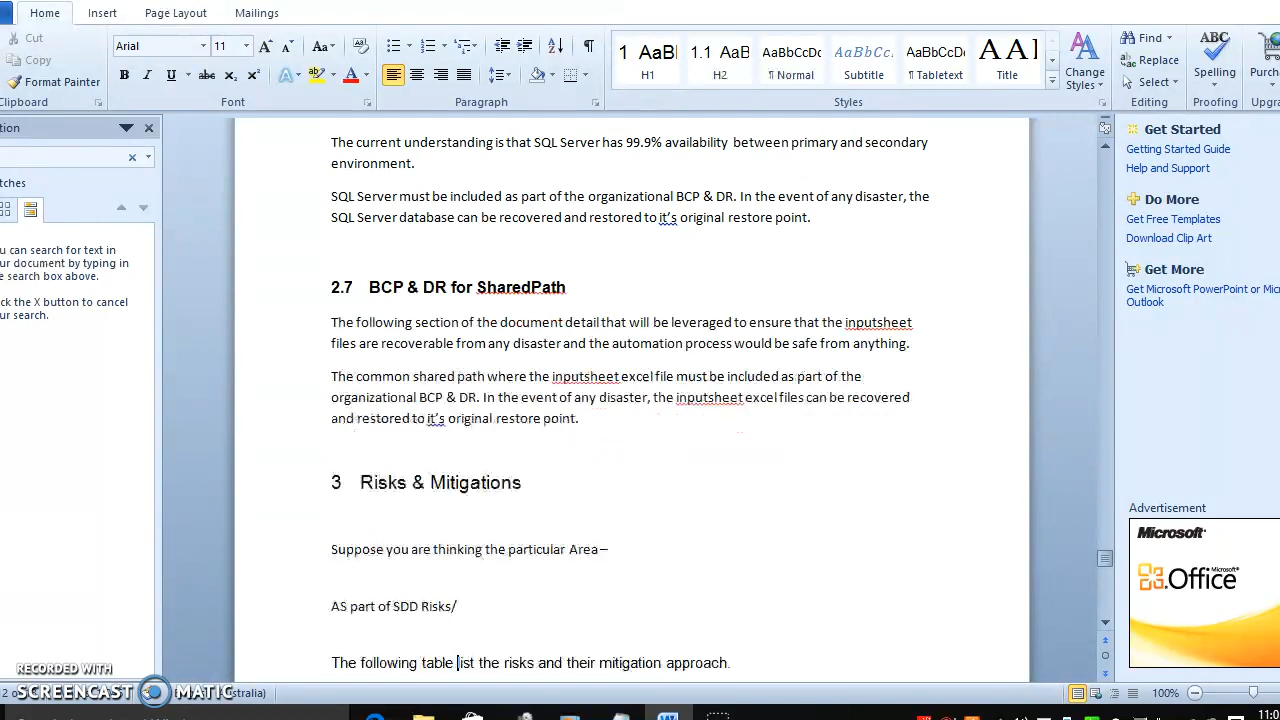 Home Insert Page Layout Mailings
Cut
Copy
Format Painter
Clipboard
Arial 11
Font
Paragraph
1 AaBl 1.1 AaB AaBbCcDc AaBbCc. AaBbCcDc AAI
H1 H2 ¶ Normal Subtitle ¶ Tabletext Title
Styles
Change
Styles
Find
Replace
Select
Editing
ABC
Spelling
Proofing
Purch
Upgra
tion
tches
u can search for text in
ur document by typing in
e search box above.
ck the X button to cancel
ur search.
The current understanding is that SQL Server has 99.9% availability between primary and secondary
environment.
SQL Server must be included as part of the organizational BCP & DR. In the event of any disaster, the
SQL Server database can be recovered and restored to it's original restore point.
2.7 BCP & DR for SharedPath
The following section of the document detail that will be leveraged to ensure that the inputsheet
files are recoverable from any disaster and the automation process would be safe from anything.
The common shared path where the inputsheet excel file must be included as part of the
organizational BCP & DR. In the event of any disaster, the inputsheet excel files can be recovered
and restored to it's original restore point.
3 Risks & Mitigations
Suppose you are thinking the particular Area –
AS part of SDD Risks/
The following table list the risks and their mitigation approach.
Get Started
Getting Started Guide
Help and Support
Do More
Get Free Templates
Download Clip Art
Get More
Get Microsoft PowerPoint or Mic
Outlook
Advertisement
Microsoft
Microsoft
Office
RECORDED WITH
SCREENCAST MATIC
2 o
ralia)
100%
11:0